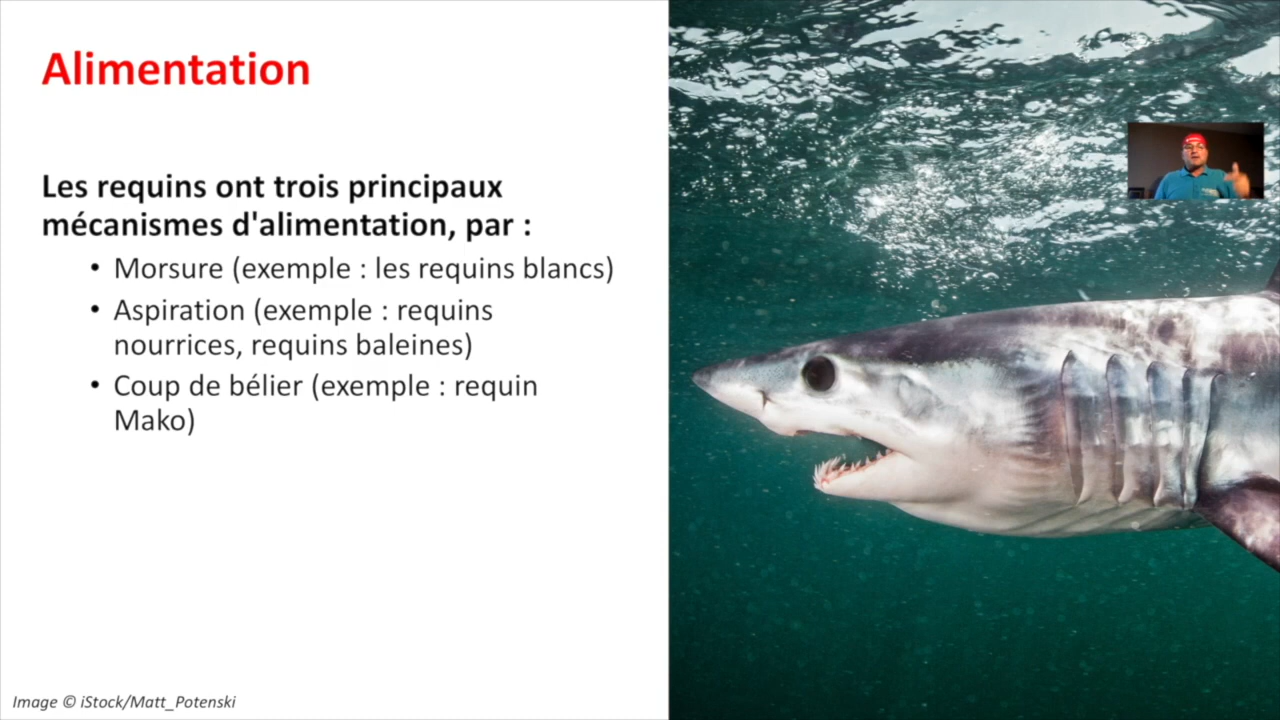 Alimentation
Les requins ont trois principaux
mécanismes d'alimentation, par :
• Morsure (exemple : les requins blancs)
• Aspiration (exemple : requins
nourrices, requins baleines)
• Coup de bélier (exemple : requin
Mako)
Image © iStock/Matt_Potenski